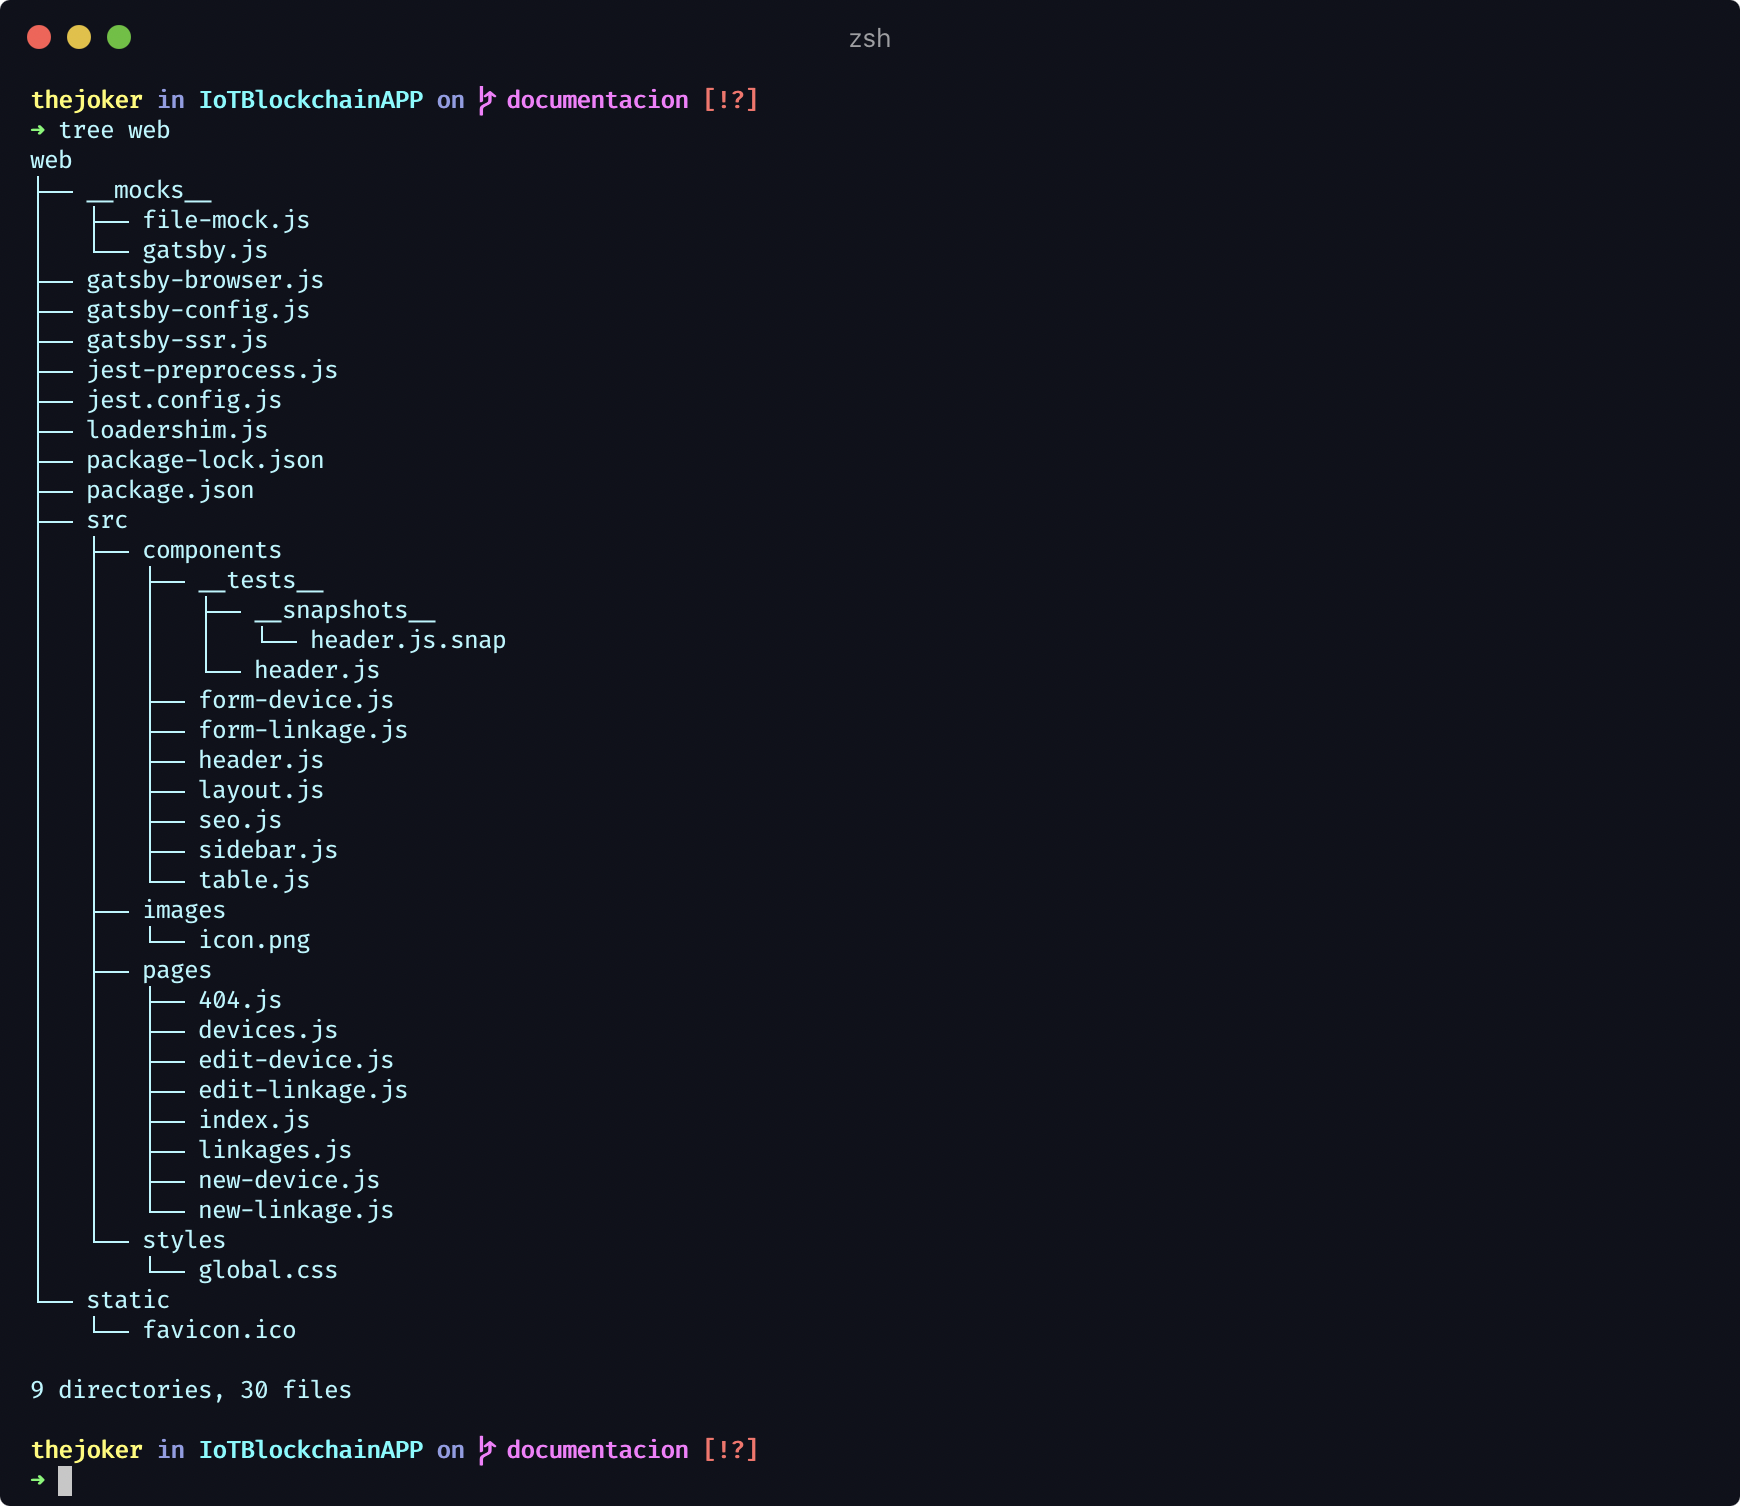 zsh
thejoker in IoTBlockchainAPP on documentacion [!?]
➜ tree web
web
├── __mocks__
│   ├── file-mock.js
│   └── gatsby.js
├── gatsby-browser.js
├── gatsby-config.js
├── gatsby-ssr.js
├── jest-preprocess.js
├── jest.config.js
├── loadershim.js
├── package-lock.json
├── package.json
├── src
│   ├── components
│   │   ├── __tests__
│   │   │   ├── __snapshots__
│   │   │   │   └── header.js.snap
│   │   │   └── header.js
│   │   ├── form-device.js
│   │   ├── form-linkage.js
│   │   ├── header.js
│   │   ├── layout.js
│   │   ├── seo.js
│   │   ├── sidebar.js
│   │   └── table.js
│   ├── images
│   │   └── icon.png
│   ├── pages
│   │   ├── 404.js
│   │   ├── devices.js
│   │   ├── edit-device.js
│   │   ├── edit-linkage.js
│   │   ├── index.js
│   │   ├── linkages.js
│   │   ├── new-device.js
│   │   └── new-linkage.js
│   └── styles
│       └── global.css
└── static
    └── favicon.ico
9 directories, 30 files
thejoker in IoTBlockchainAPP on documentacion [!?]
➜